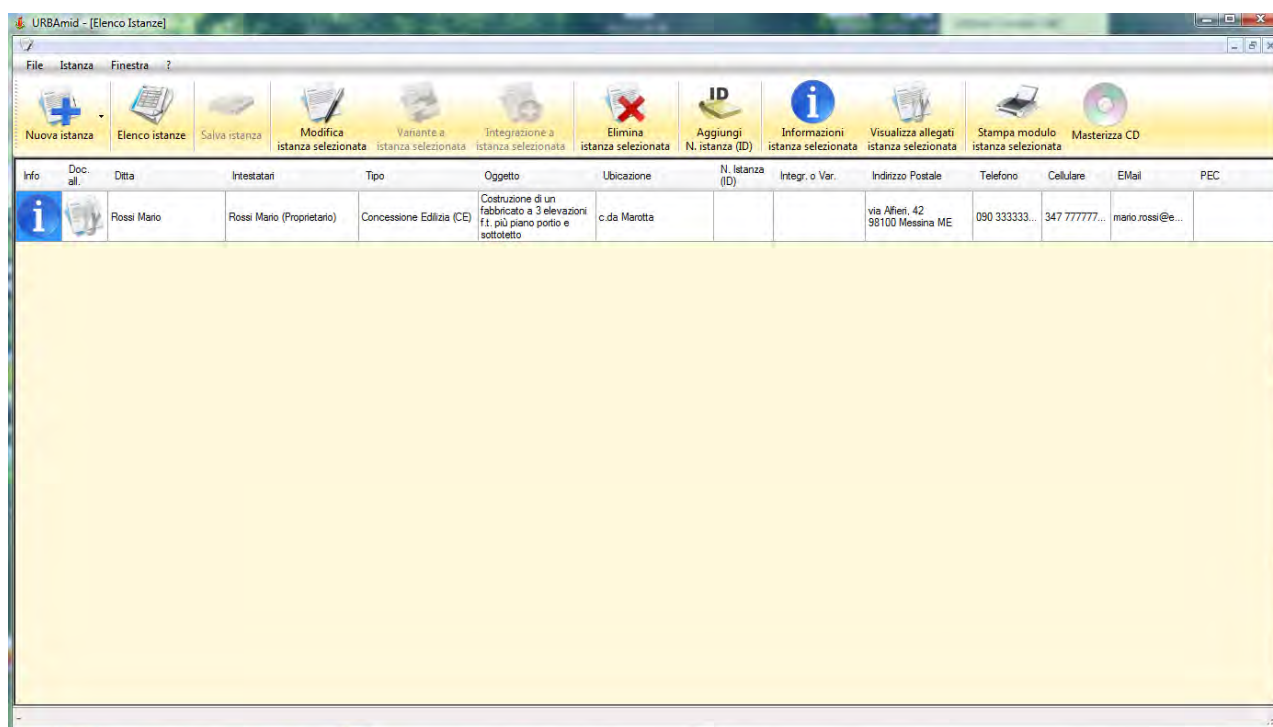 URBAmid - [Elenco Istanze]
File Istanza Finestra ?
Nuova istanza
Elenco istanze
Salva istanza
Modifica
istanza selezionata
Variante a
istanza selezionata
Integrazione a
istanza selezionata
Elimina
istanza selezionata
ID
Aggiungi
N. istanza (ID)
Informazioni
istanza selezionata
Visualizza allegati
istanza selezionata
Stampa modulo
istanza selezionata
Masterizza CD
Info
Doc.
all.
Ditta
Intestatari
Tipo
Oggetto
Ubicazione
N. Istanza
(ID)
Integr. o Var.
Indirizzo Postale
Telefono
Cellulare
EMail
PEC
Rossi Mario
Rossi Mario (Proprietario)
Concessione Edilizia (CE)
Costruzione di un
fabbricato a 3 elevazioni
f.t. più piano portio e
sottotetto
c.da Marotta
via Alfieri, 42
98100 Messina ME
090 333333...
347 777777...
mario.rossi@e...